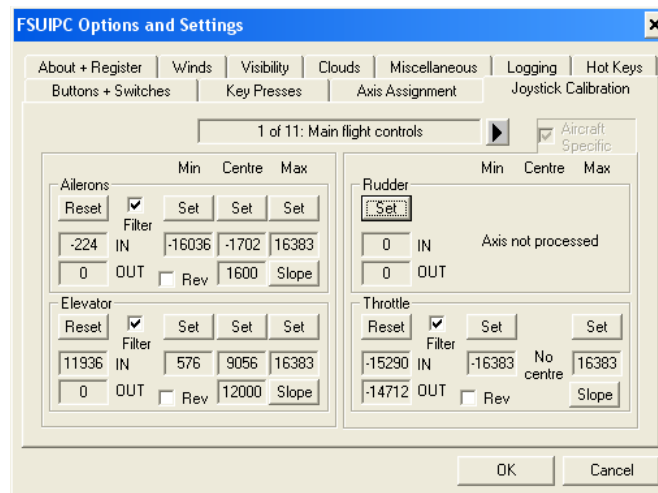 FSUIPC Options and Settings
About + Register Winds Visibility Clouds Miscellaneous Logging Hot Keys
Buttons + Switches Key Presses Axis Assignment Joystick Calibration
1 of 11: Main flight controls
Aircraft Specific
Min Centre Max
Ailerons
Reset Filter Set Set Set
-224 IN -16036 -1702 16383
0 OUT Rev 1600 Slope
Elevator
Reset Filter Set Set Set
11936 IN 576 9056 16383
0 OUT Rev 12000 Slope
Min Centre Max
Rudder
Set
0 IN Axis not processed
0 OUT
Throttle
Reset Filter Set Set
-15290 IN -16383 No centre 16383
-14712 OUT Rev Slope
OK Cancel